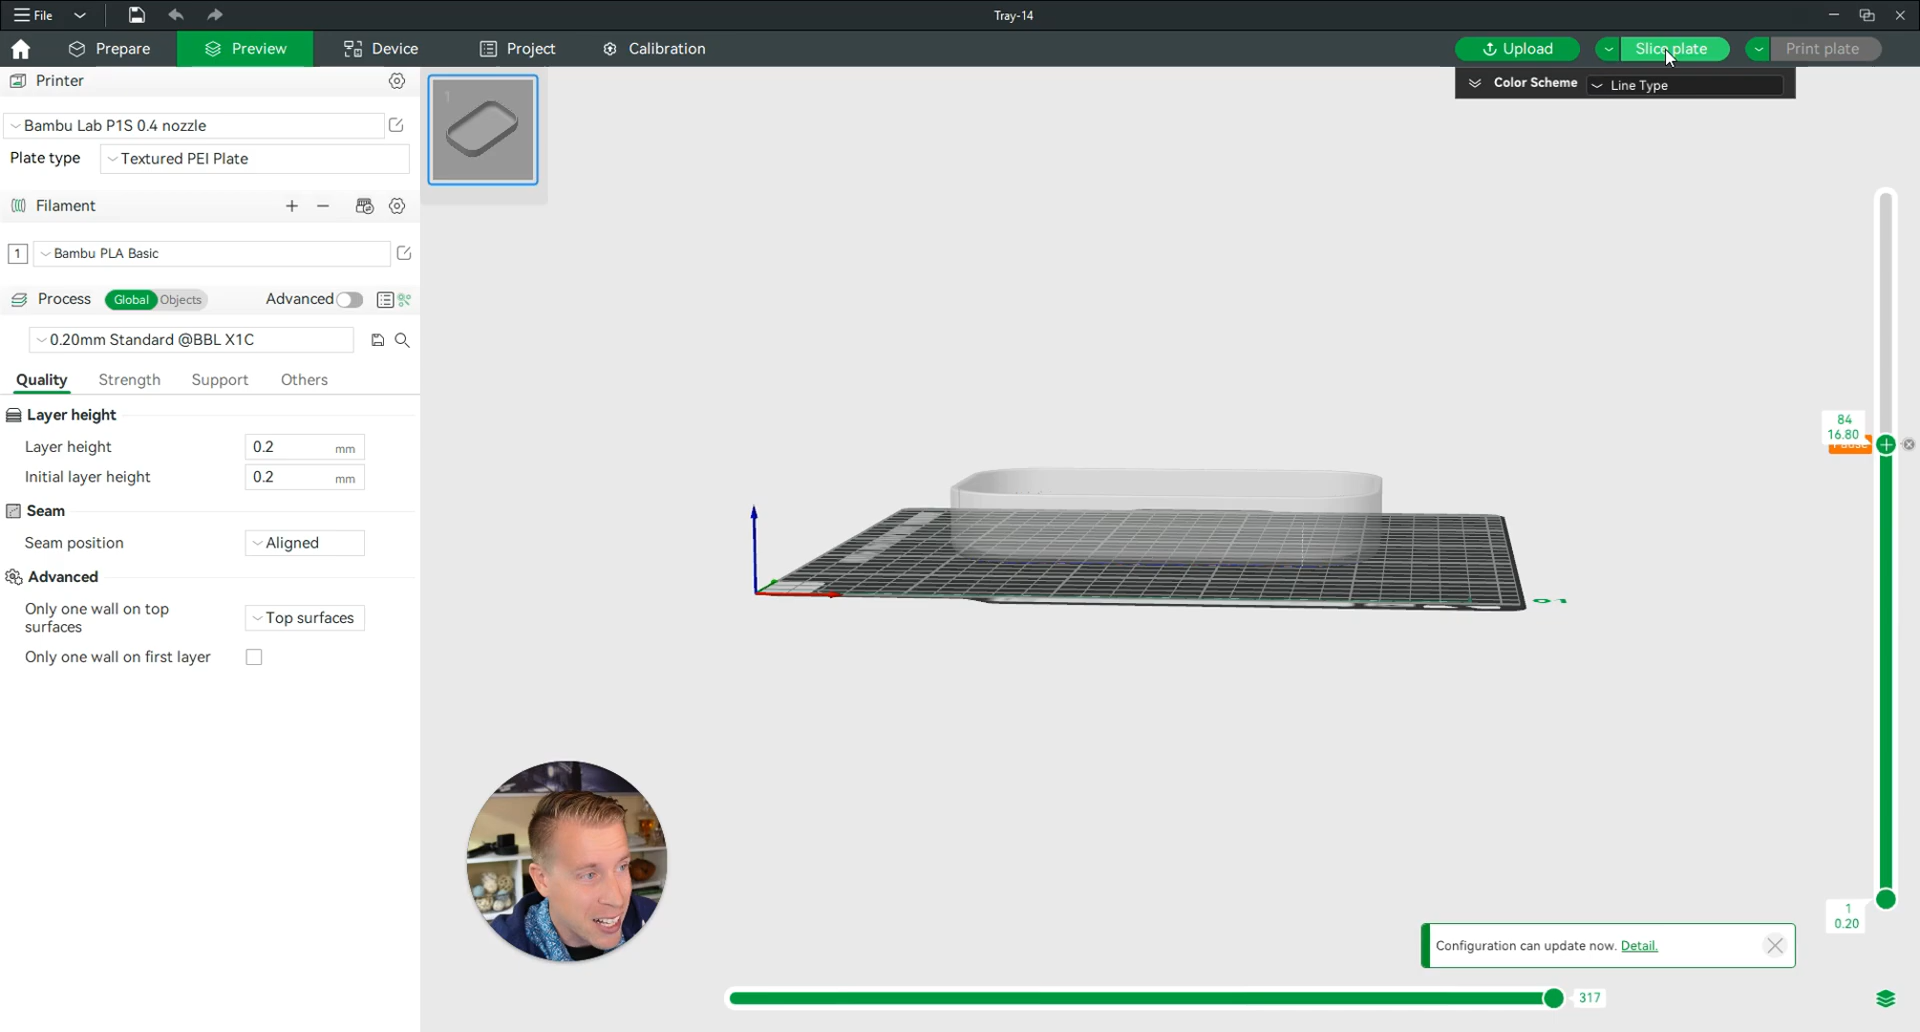 File
Tray-14
Prepare
Preview
Device
Project
Calibration
Upload
Slice plate
Print plate
Printer
Color Scheme
Line Type
Bambu Lab P1S 0.4 nozzle
Plate type
Textured PEI Plate
1
Filament
1
Bambu PLA Basic
Process
Global
Objects
Advanced
0.20mm Standard @BBL X1C
Quality
Strength
Support
Others
Layer height
Layer height
0.2
mm
Initial layer height
0.2
mm
Seam
Seam position
Aligned
Advanced
Only one wall on top
surfaces
Top surfaces
Only one wall on first layer
84
16.80
01
1
0.20
Configuration can update now. Detail.
317